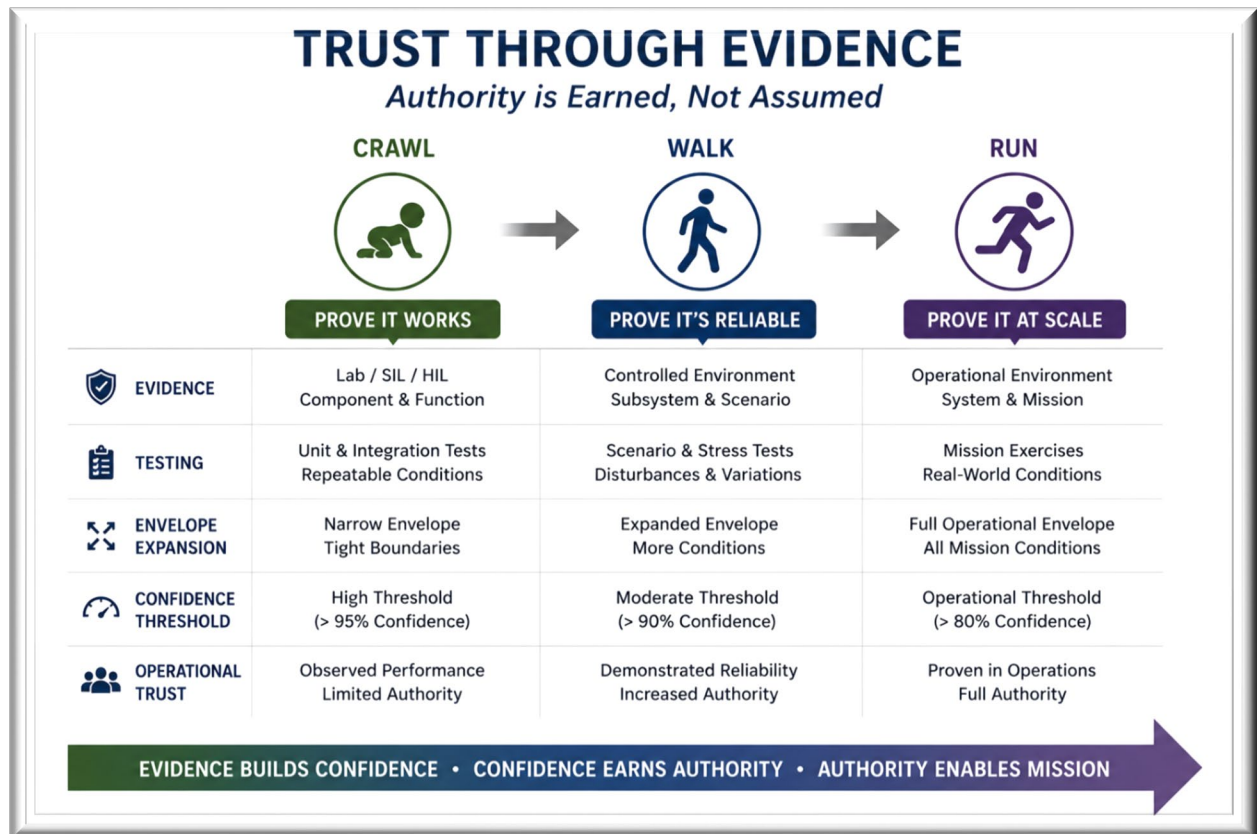 TRUST THROUGH EVIDENCE
Authority is Earned, Not Assumed
CRAWL
WALK
RUN
PROVE IT WORKS
PROVE IT'S RELIABLE
PROVE IT AT SCALE
EVIDENCE
Lab / SIL / HIL
Component & Function
Controlled Environment
Subsystem & Scenario
Operational Environment
System & Mission
TESTING
Unit & Integration Tests
Repeatable Conditions
Scenario & Stress Tests
Disturbances & Variations
Mission Exercises
Real-World Conditions
ENVELOPE
EXPANSION
Narrow Envelope
Tight Boundaries
Expanded Envelope
More Conditions
Full Operational Envelope
All Mission Conditions
CONFIDENCE
THRESHOLD
High Threshold
(> 95% Confidence)
Moderate Threshold
(> 90% Confidence)
Operational Threshold
(> 80% Confidence)
OPERATIONAL
TRUST
Observed Performance
Limited Authority
Demonstrated Reliability
Increased Authority
Proven in Operations
Full Authority
EVIDENCE BUILDS CONFIDENCE • CONFIDENCE EARNS AUTHORITY • AUTHORITY ENABLES MISSION